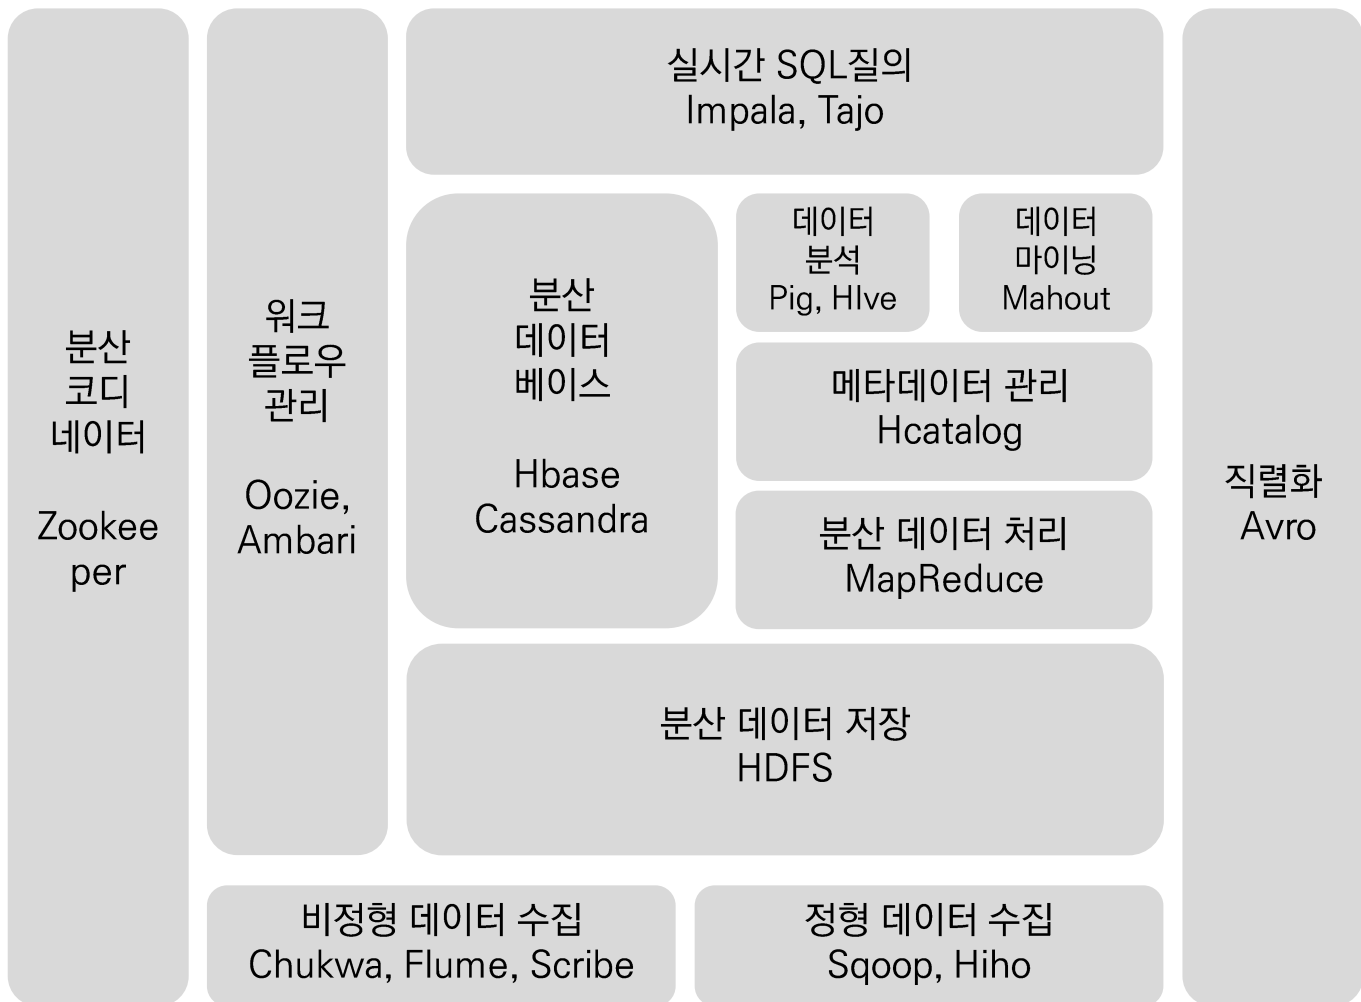 분산
코디
네이터
Zookee
per
워크
플로우
관리
Oozie,
Ambari
실시간 SQL질의
Impala, Tajo
분산
데이터
베이스
Hbase
Cassandra
데이터
분석
Pig, HIve
데이터
마이닝
Mahout
메타데이터 관리
Hcatalog
분산 데이터 처리
MapReduce
분산 데이터 저장
HDFS
비정형 데이터 수집
Chukwa, Flume, Scribe
정형 데이터 수집
Sqoop, Hiho
직렬화
Avro